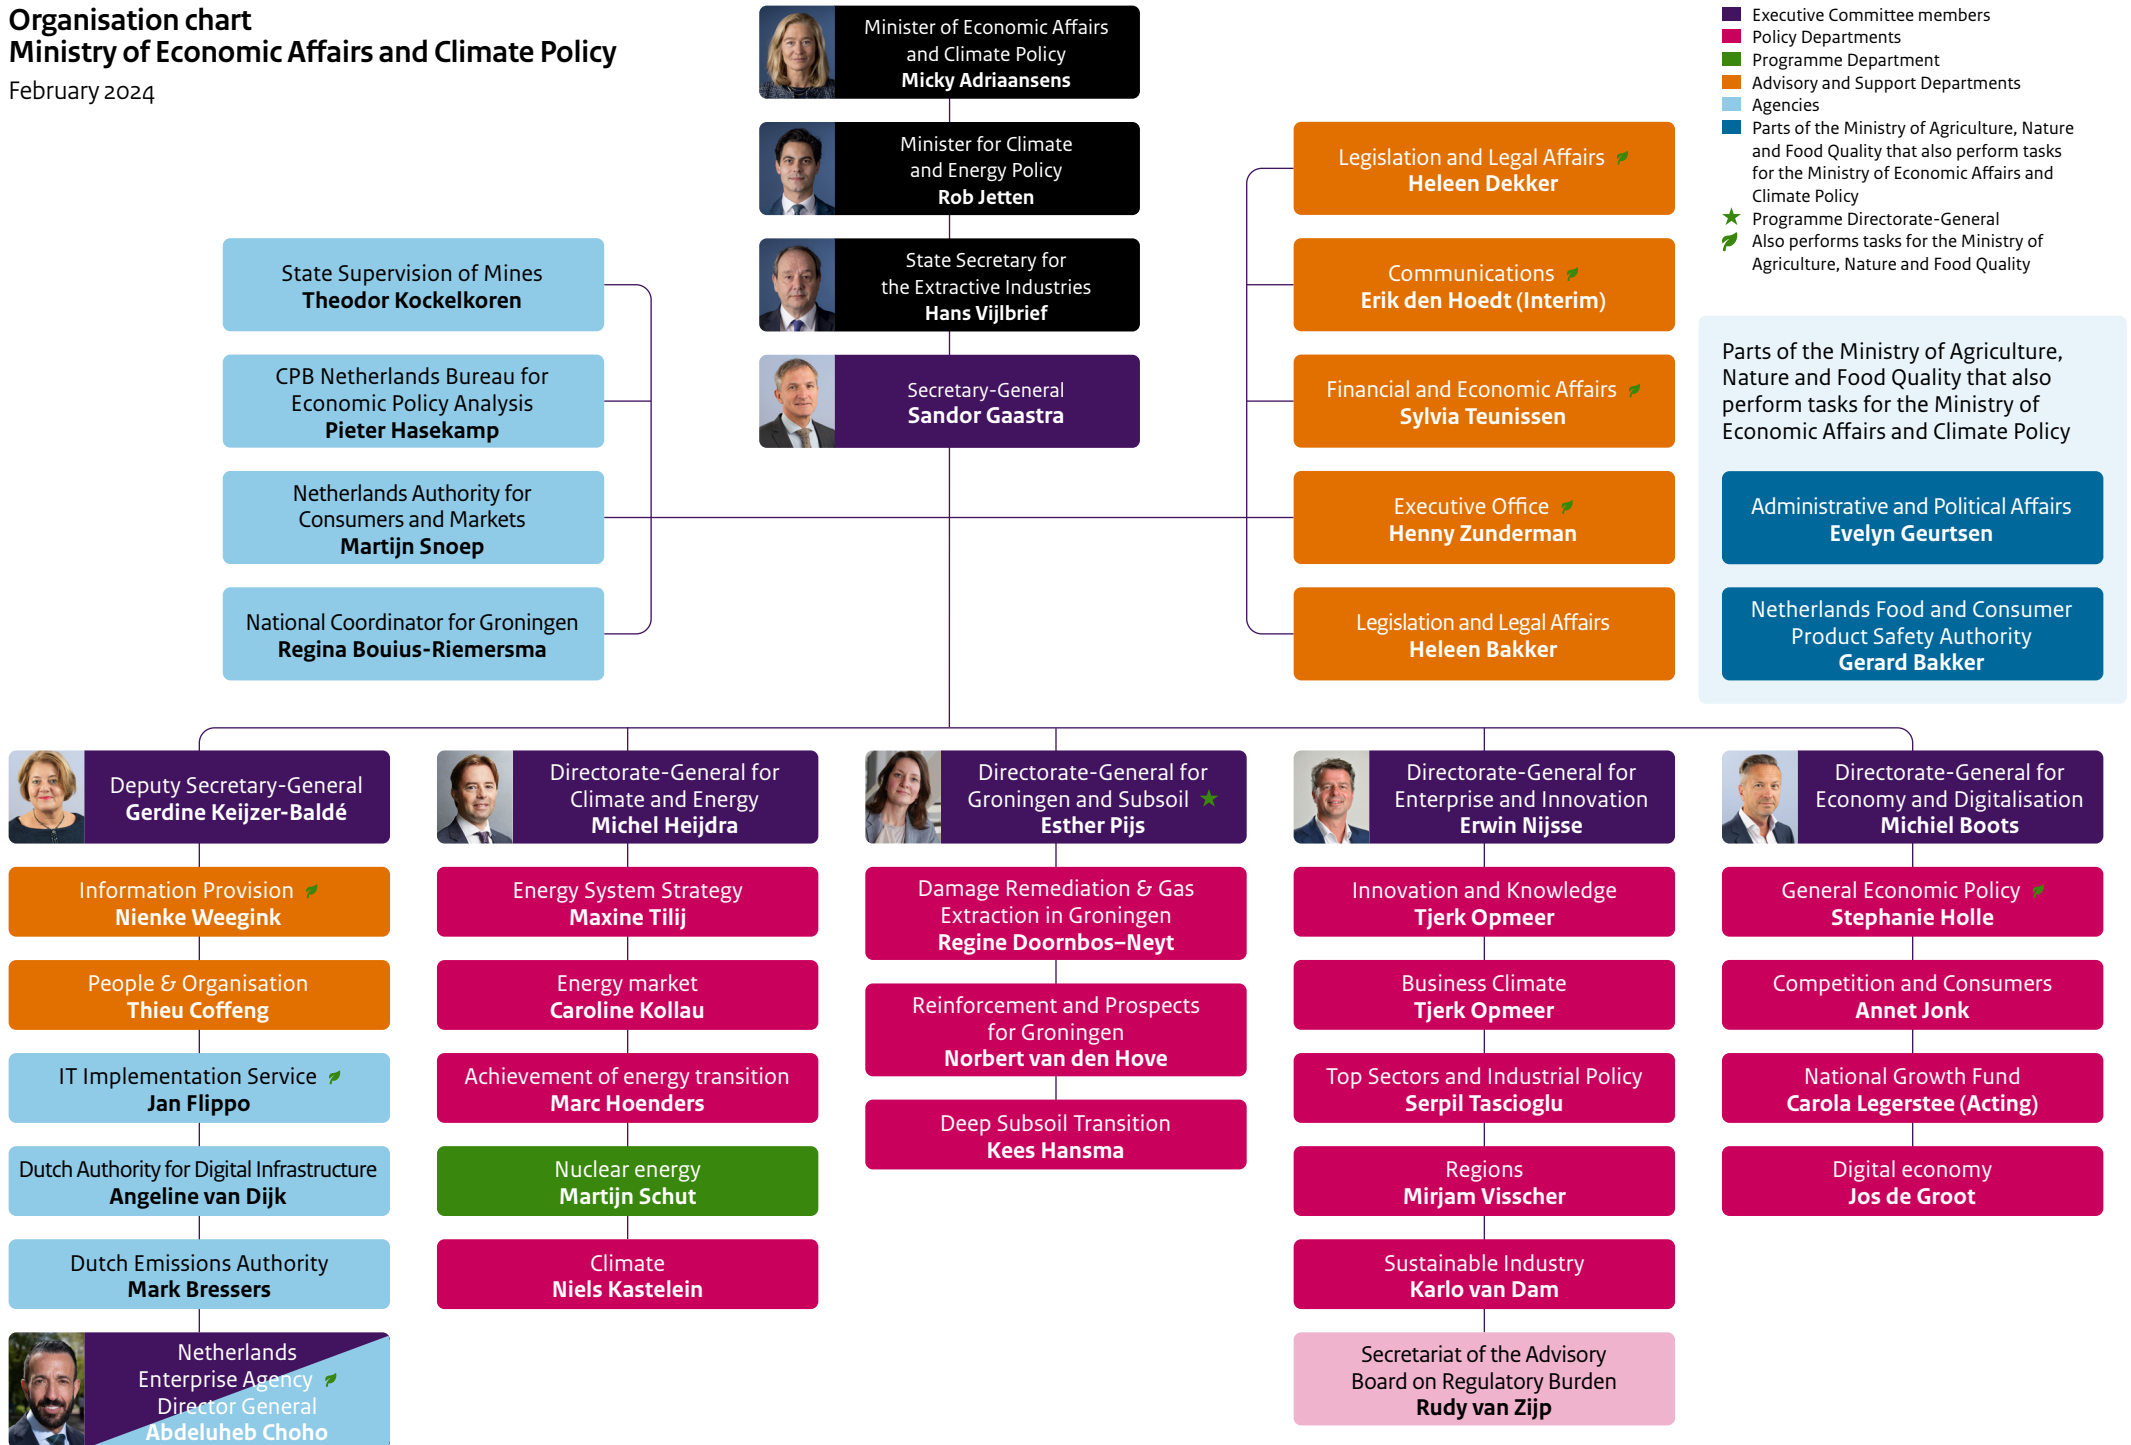 Organisation chart
Ministry of Economic Affairs and Climate Policy
February 2024
Minister of Economic Affairs
and Climate Policy
Micky Adriaansens
Minister for Climate
and Energy Policy
Rob Jetten
State Secretary for
the Extractive Industries
Hans Vijlbrief
Secretary-General
Sandor Gaastra
Executive Committee members
Policy Departments
Programme Department
Advisory and Support Departments
Agencies
Parts of the Ministry of Agriculture, Nature
and Food Quality that also perform tasks
for the Ministry of Economic Affairs and
Climate Policy
Programme Directorate-General
Also performs tasks for the Ministry of
Agriculture, Nature and Food Quality
State Supervision of Mines
Theodor Kockelkoren
CPB Netherlands Bureau for
Economic Policy Analysis
Pieter Hasekamp
Netherlands Authority for
Consumers and Markets
Martijn Snoep
National Coordinator for Groningen
Regina Bouius-Riemersma
Legislation and Legal Affairs
Heleen Dekker
Communications
Erik den Hoedt (Interim)
Financial and Economic Affairs
Sylvia Teunissen
Executive Office
Henny Zunderman
Legislation and Legal Affairs
Heleen Bakker
Parts of the Ministry of Agriculture,
Nature and Food Quality that also
perform tasks for the Ministry of
Economic Affairs and Climate Policy
Administrative and Political Affairs
Evelyn Geurtsen
Netherlands Food and Consumer
Product Safety Authority
Gerard Bakker
Deputy Secretary-General
Gerdine Keijzer-Baldé
Information Provision
Nienke Weegink
People & Organisation
Thieu Coffeng
IT Implementation Service
Jan Flippo
Dutch Authority for Digital Infrastructure
Angeline van Dijk
Dutch Emissions Authority
Mark Bressers
Netherlands
Enterprise Agency
Director General
Abdeluheb Choho
Directorate-General for
Climate and Energy
Michel Heijdra
Energy System Strategy
Maxine Tilij
Energy market
Caroline Kollau
Achievement of energy transition
Marc Hoenders
Nuclear energy
Martijn Schut
Climate
Niels Kastelein
Directorate-General for
Groningen and Subsoil
Esther Pijs
Damage Remediation & Gas
Extraction in Groningen
Regine Doornbos–Neyt
Reinforcement and Prospects
for Groningen
Norbert van den Hove
Deep Subsoil Transition
Kees Hansma
Directorate-General for
Enterprise and Innovation
Erwin Nijsse
Innovation and Knowledge
Tjerk Opmeer
Business Climate
Tjerk Opmeer
Top Sectors and Industrial Policy
Serpil Tascioglu
Regions
Mirjam Visscher
Sustainable Industry
Karlo van Dam
Secretariat of the Advisory
Board on Regulatory Burden
Rudy van Zijp
Directorate-General for
Economy and Digitalisation
Michiel Boots
General Economic Policy
Stephanie Holle
Competition and Consumers
Annet Jonk
National Growth Fund
Carola Legerstee (Acting)
Digital economy
Jos de Groot